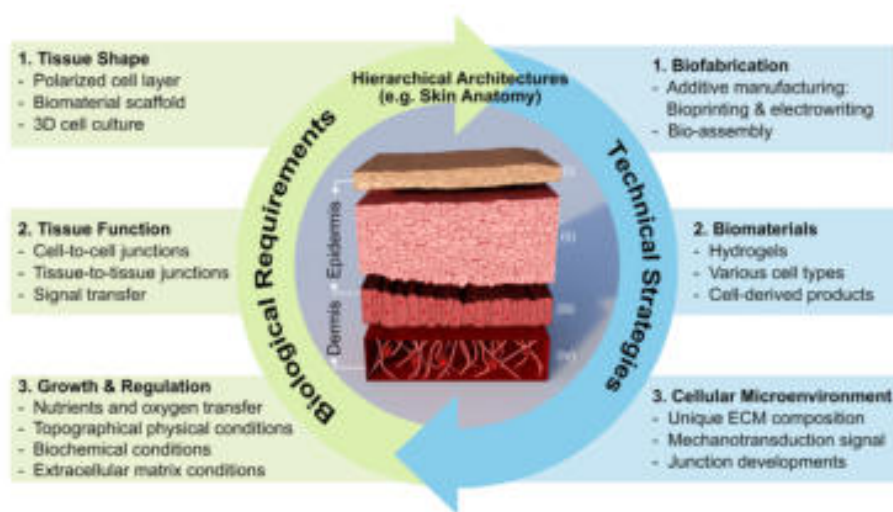 Hierarchical Architectures
(e.g. Skin Anatomy)
Biological Requirements
1. Tissue Shape
- Polarized cell layer
- Biomaterial scaffold
- 3D cell culture
2. Tissue Function
- Cell-to-cell junctions
- Tissue-to-tissue junctions
- Signal transfer
3. Growth & Regulation
- Nutrients and oxygen transfer
- Topographical physical conditions
- Biochemical conditions
- Extracellular matrix conditions
Epidermis
Dermis
(iv)
Technical Strategies
1. Biofabrication
- Additive manufacturing:
Bioprinting & electrowriting
- Bio-assembly
2. Biomaterials
- Hydrogels
- Various cell types
- Cell-derived products
3. Cellular Microenvironment
- Unique ECM composition
- Mechanotransduction signal
- Junction developments